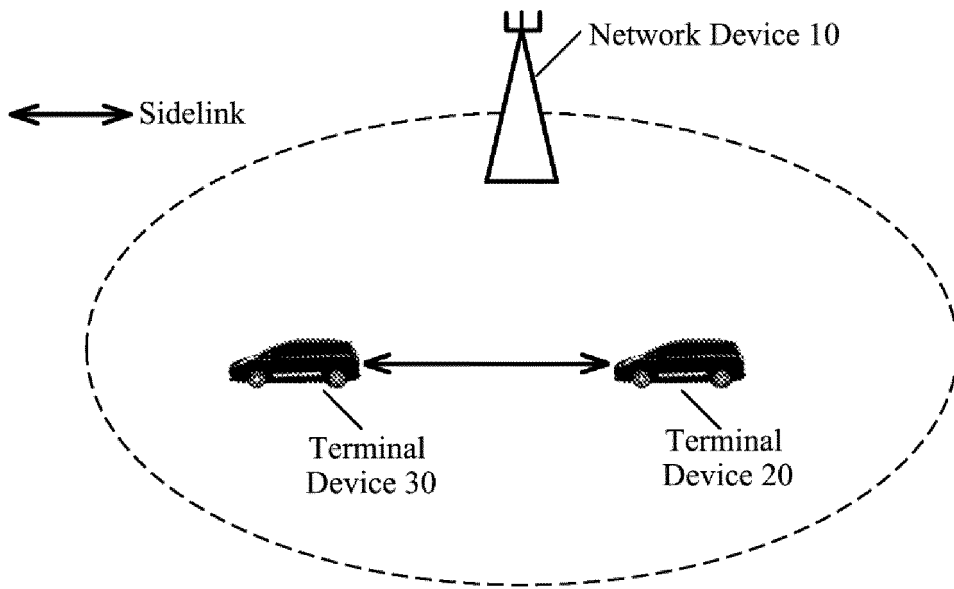 Network Device 10
Sidelink
Terminal
Device 30
Terminal
Device 20